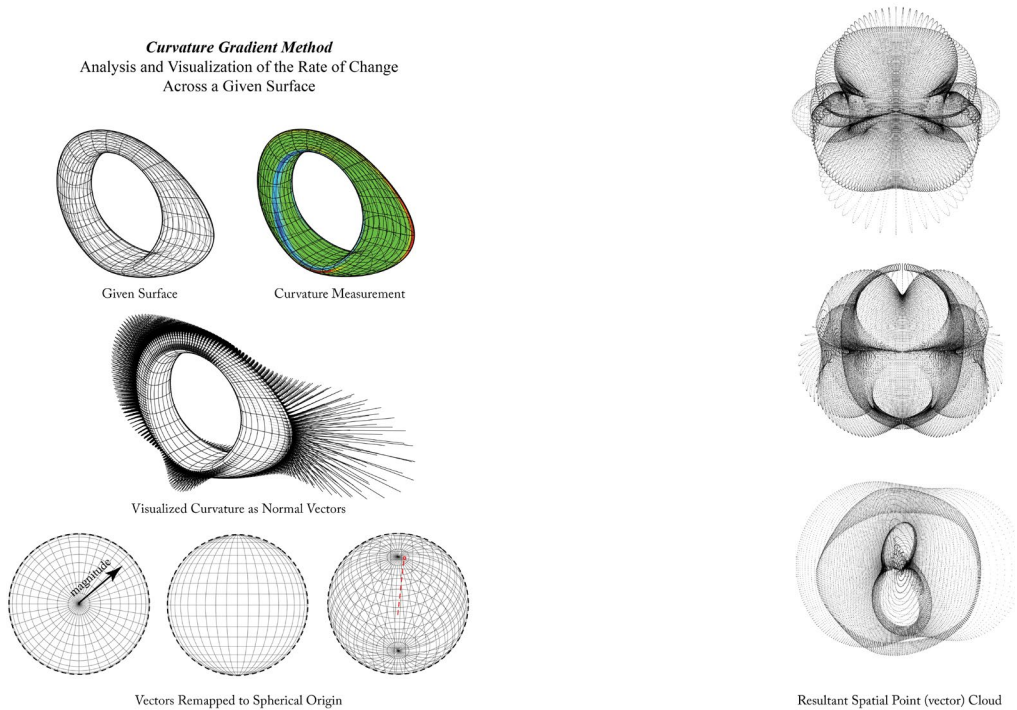 Curvature Gradient Method
Analysis and Visualization of the Rate of Change
Across a Given Surface
Given Surface
Curvature Measurement
Visualized Curvature as Normal Vectors
magnitude
Vectors Remapped to Spherical Origin
Resultant Spatial Point (vector) Cloud